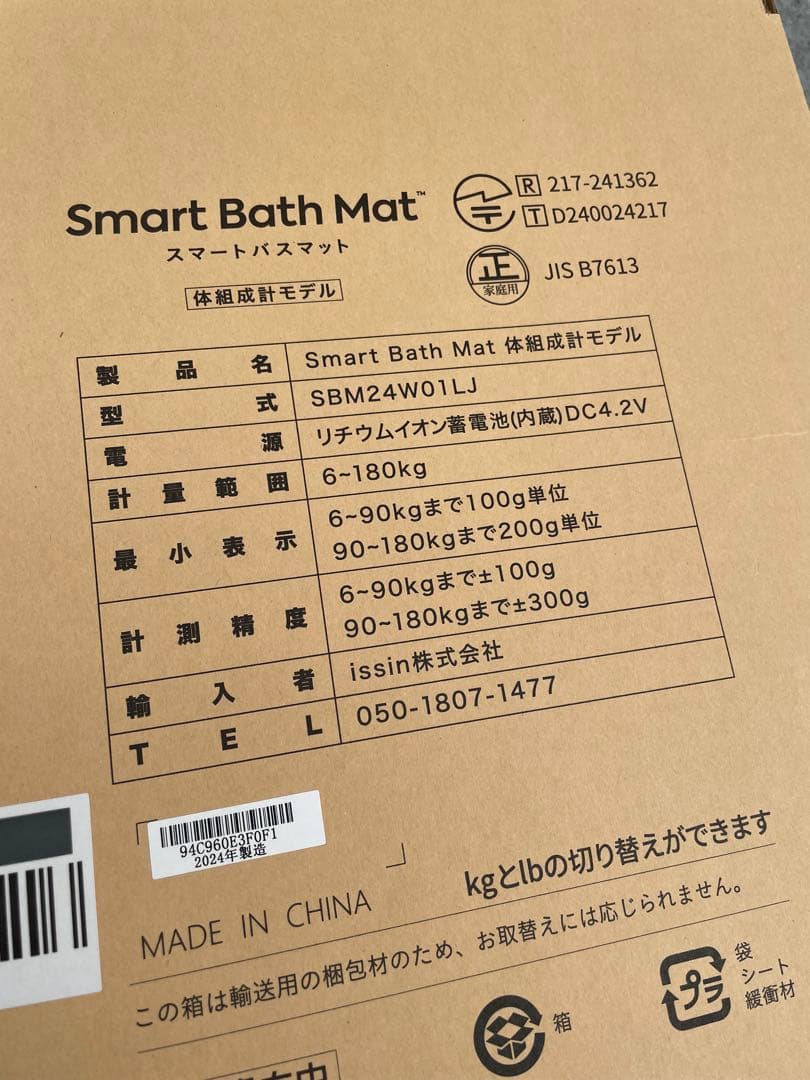 Smart Bath Mat™
スマートバスマット
体組成計モデル
R 217-241362
T D240024217
正
家庭用
JIS B7613
製品名 Smart Bath Mat 体組成計モデル
型式 SBM24W01LJ
電源 リチウムイオン蓄電池(内蔵)DC4.2V
計量範囲 6~180kg
最小表示 6~90kgまで100g単位
90~180kgまで200g単位
計測精度 6~90kgまで±100g
90~180kgまで±300g
輸入者 issin株式会社
TEL 050-1807-1477
94C960E3F0F1
2024年製造
kgとlbの切り替えができます
MADE IN CHINA
この箱は輸送用の梱包材のため、お取替えには応じられません。
箱
プラ
袋
シート
緩衝材